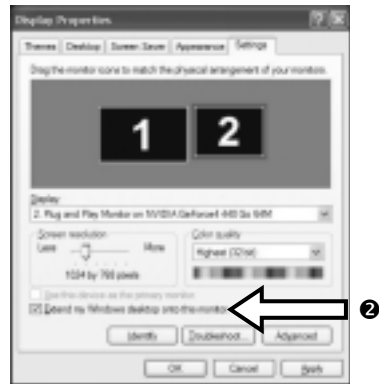 Display Properties
Themes Desktop Screen Saver Appearance Settings
Drag the monitor icons to match the physical arrangement of your monitors.
1 2
Display:
2. Plug and Play Monitor on NVIDIA GeForce4 440 Go 64M
Screen resolution
Less More
1024 by 768 pixels
Color quality
Highest (32 bit)
Use this device as the primary monitor.
Extend my Windows desktop onto this monitor.
❷
Identify Troubleshoot... Advanced
OK Cancel Apply